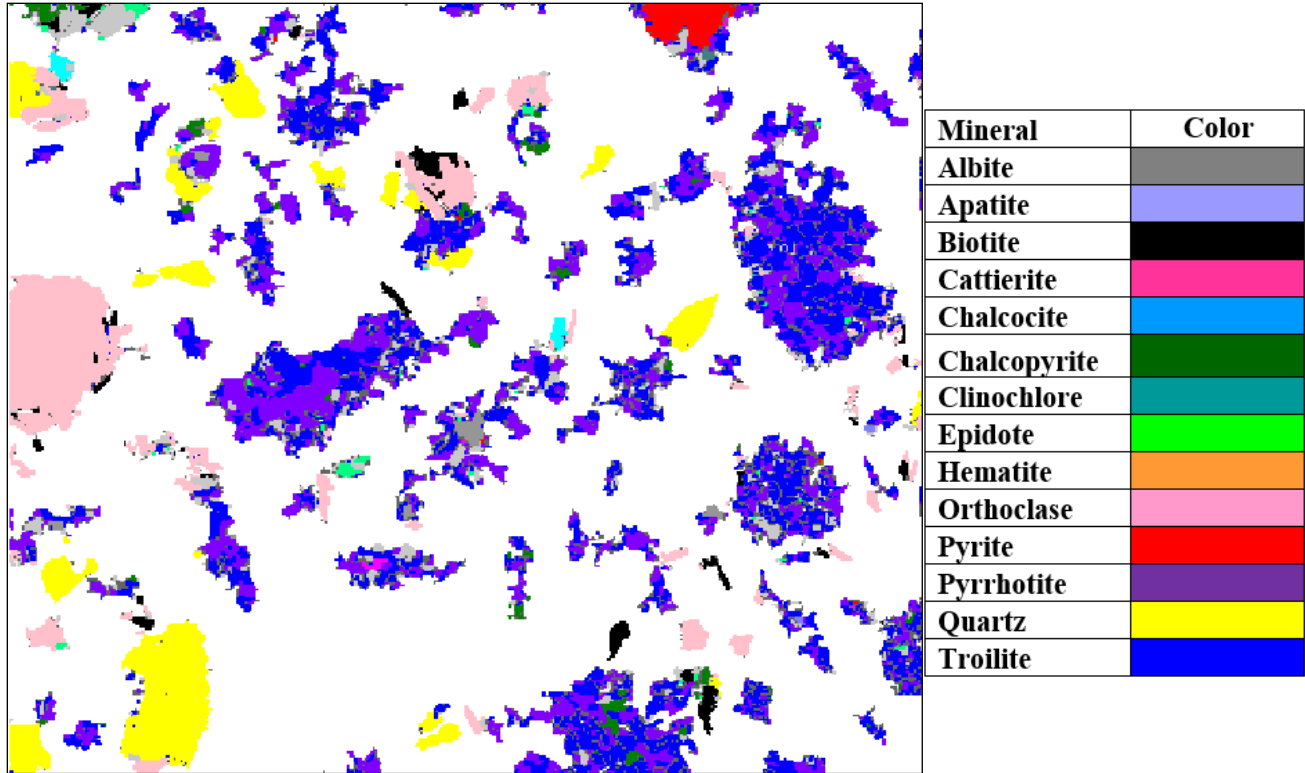 Mineral Color
Albite
Apatite
Biotite
Cattierite
Chalcocite
Chalcopyrite
Clinochlore
Epidote
Hematite
Orthoclase
Pyrite
Pyrrhotite
Quartz
Troilite